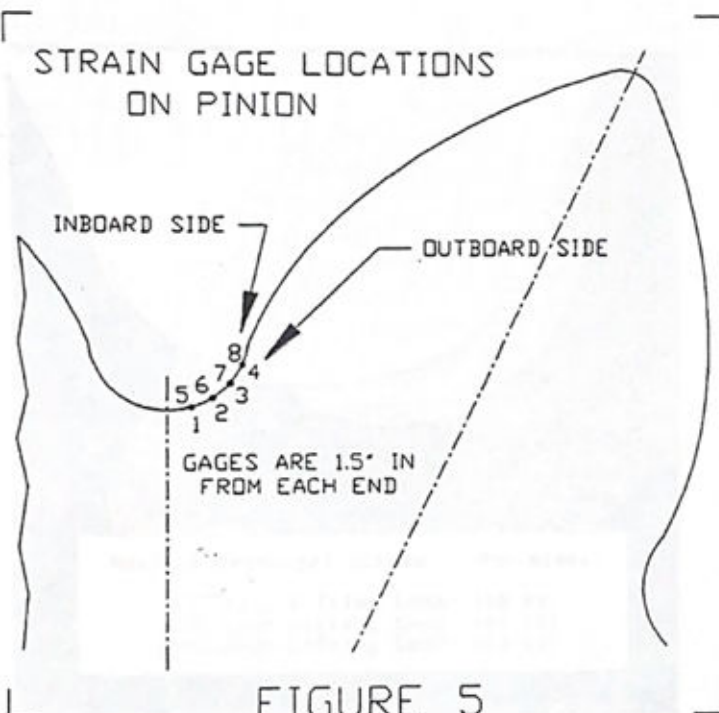 STRAIN GAGE LOCATIONS
ON PINION
INBOARD SIDE
OUTBOARD SIDE
8
7
4
6
3
5
2
1
GAGES ARE 1.5" IN
FROM EACH END
FIGURE 5